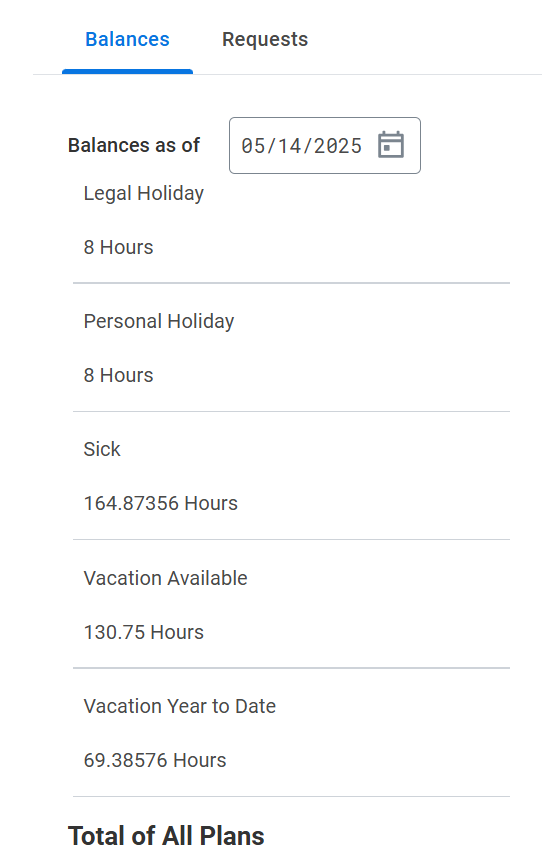 Balances Requests
Balances as of 05/14/2025
Legal Holiday
8 Hours
Personal Holiday
8 Hours
Sick
164.87356 Hours
Vacation Available
130.75 Hours
Vacation Year to Date
69.38576 Hours
Total of All Plans